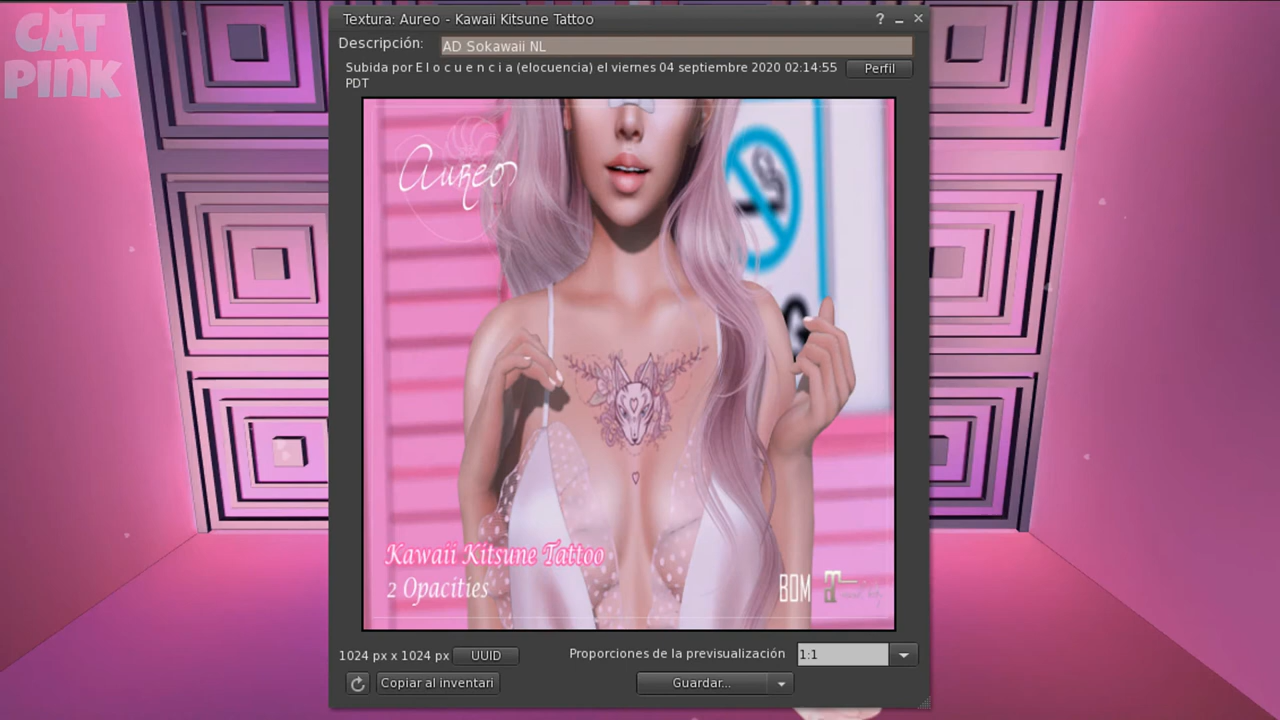 CAT
PINK
Textura: Aureo - Kawaii Kitsune Tattoo
Descripción: AD Sokawaii NL
Subida por E l o c u e n c i a (elocuencia) el viernes 04 septiembre 2020 02:14:55
PDT
Perfil
Aureo
Kawaii Kitsune Tattoo
2 Opacities
BOM
1024 px x 1024 px UUID Proporciones de la previsualización 1:1
Copiar al inventari Guardar...